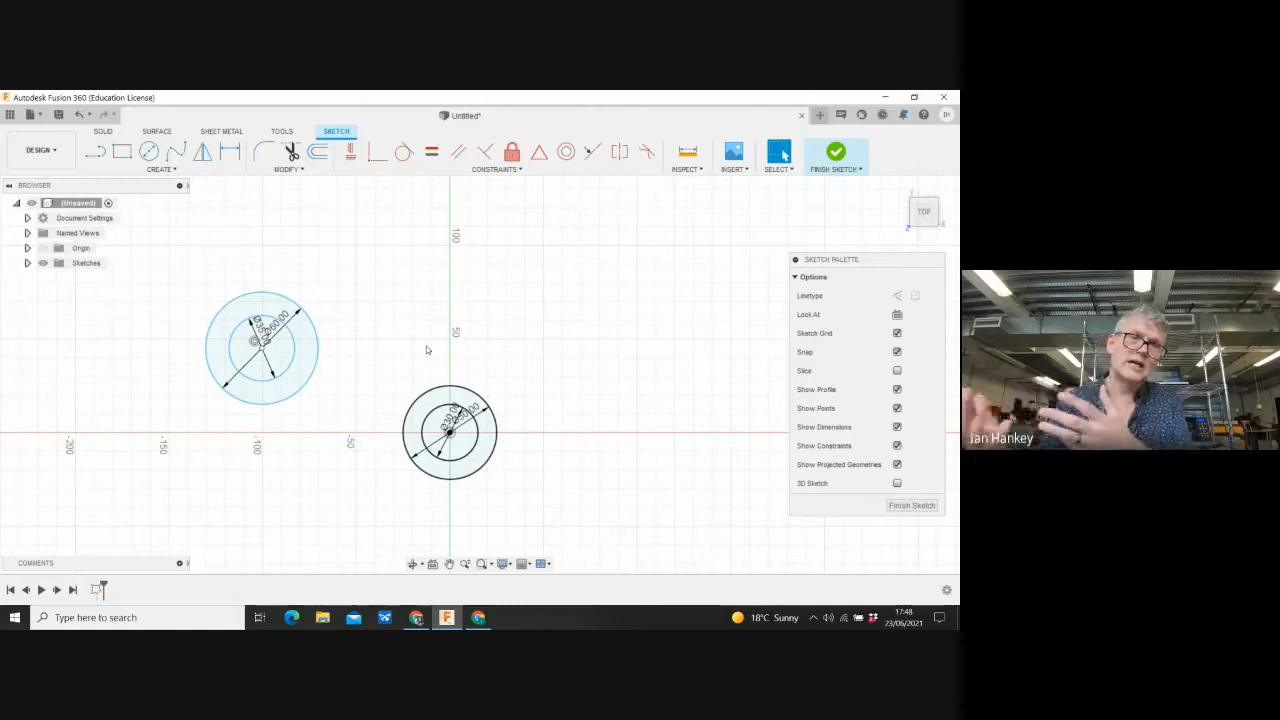 Autodesk Fusion 360 (Education License)
Untitled*
IH
SOLID SURFACE SHEET METAL TOOLS SKETCH
DESIGN
CREATE MODIFY CONSTRAINTS INSPECT INSERT SELECT FINISH SKETCH
BROWSER
(Unsaved)
Document Settings
Named Views
Origin
Sketches
TOP
X
Y
Z
100
50
-50
-100
-150
-200
Ø60.00
SKETCH PALETTE
Options
Linetype
Look At
Sketch Grid
Snap
Slice
Show Profile
Show Points
Show Dimensions
Show Constraints
Show Projected Geometries
3D Sketch
Finish Sketch
COMMENTS
Type here to search
18°C Sunny
17:48
23/06/2021
Ian Hankey